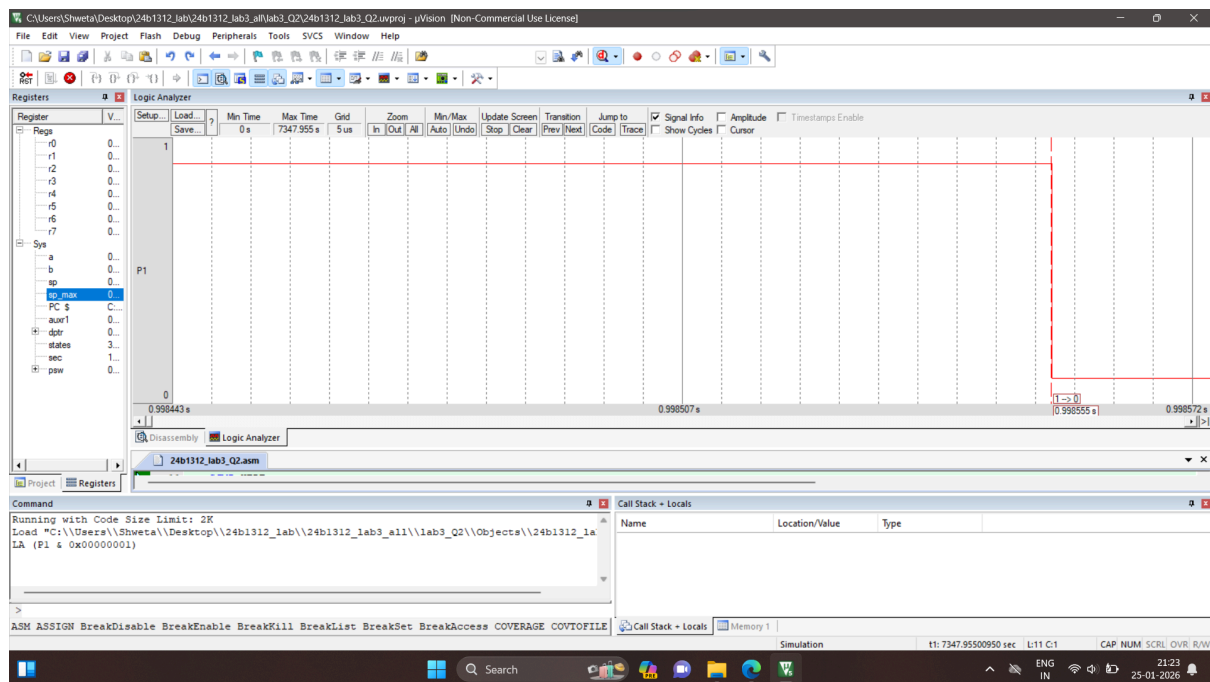 C:\Users\Shweta\Desktop\24b1312_lab\24b1312_lab3_all\lab3_Q2\24b1312_lab3_Q2.uvproj - µVision [Non-Commercial Use License]
File Edit View Project Flash Debug Peripherals Tools SVCS Window Help
RST
Registers
Register V...
Regs
r0 0...
r1 0...
r2 0...
r3 0...
r4 0...
r5 0...
r6 0...
r7 0...
Sys
a 0...
b 0...
sp 0...
sp_max 0...
PC $ C:...
auxr1 0...
dptr 0...
states 3...
sec 1...
psw 0...
Project Registers
Logic Analyzer
Setup... Load... ? Min Time Max Time Grid Zoom Min/Max Update Screen Transition Jump to Signal Info Amplitude Timestamps Enable
Save... 0 s 7347.955 s 5 us In Out All Auto Undo Stop Clear Prev Next Code Trace Show Cycles Cursor
1
P1
0
1 -> 0
0.998443 s 0.998507 s 0.998555 s 0.998572 s
Disassembly Logic Analyzer
24b1312_lab3_Q2.asm
Command
Running with Code Size Limit: 2K
Load "C:\\Users\\Shweta\\Desktop\\24b1312_lab\\24b1312_lab3_all\\lab3_Q2\\Objects\\24b1312_la
LA (P1 & 0x00000001)
>
ASM ASSIGN BreakDisable BreakEnable BreakKill BreakList BreakSet BreakAccess COVERAGE COVTOFILE
Call Stack + Locals
Name Location/Value Type
Call Stack + Locals Memory 1
Simulation t1: 7347.95500950 sec L:11 C:1 CAP NUM SCRL OVR R/W
Search
PRE
ENG
IN
21:23
25-01-2026